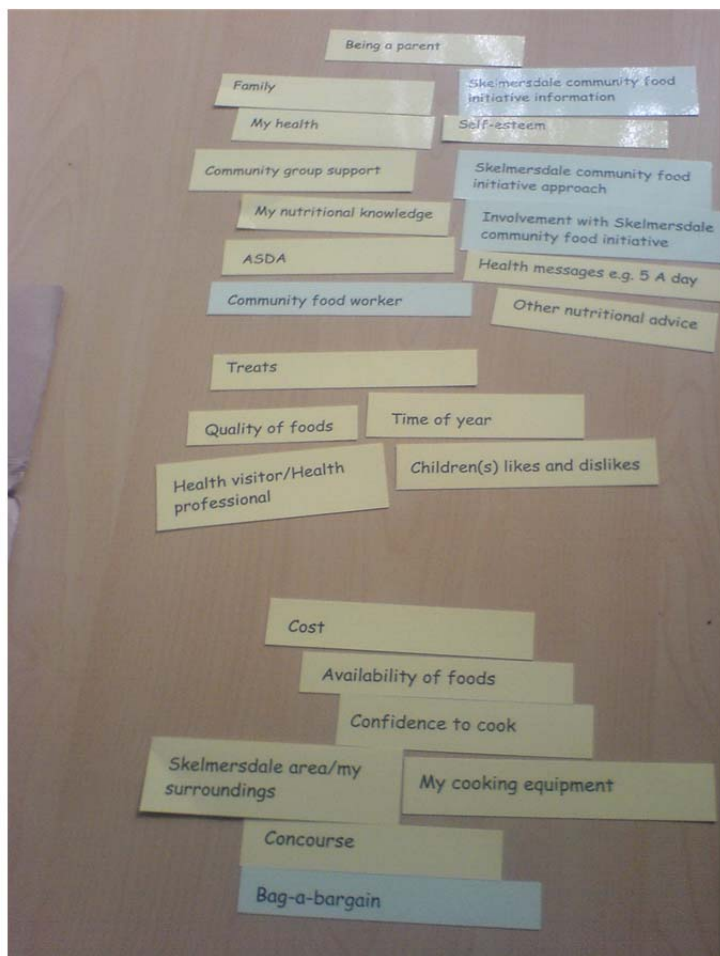 Being a parent
Family
Skelmersdale community food
initiative information
My health
Self-esteem
Community group support
Skelmersdale community food
initiative approach
My nutritional knowledge
Involvement with Skelmersdale
community food initiative
ASDA
Health messages e.g. 5 A day
Community food worker
Other nutritional advice
Treats
Quality of foods
Time of year
Health visitor/Health
professional
Children(s) likes and dislikes
Cost
Availability of foods
Confidence to cook
Skelmersdale area/my
surroundings
My cooking equipment
Concourse
Bag-a-bargain